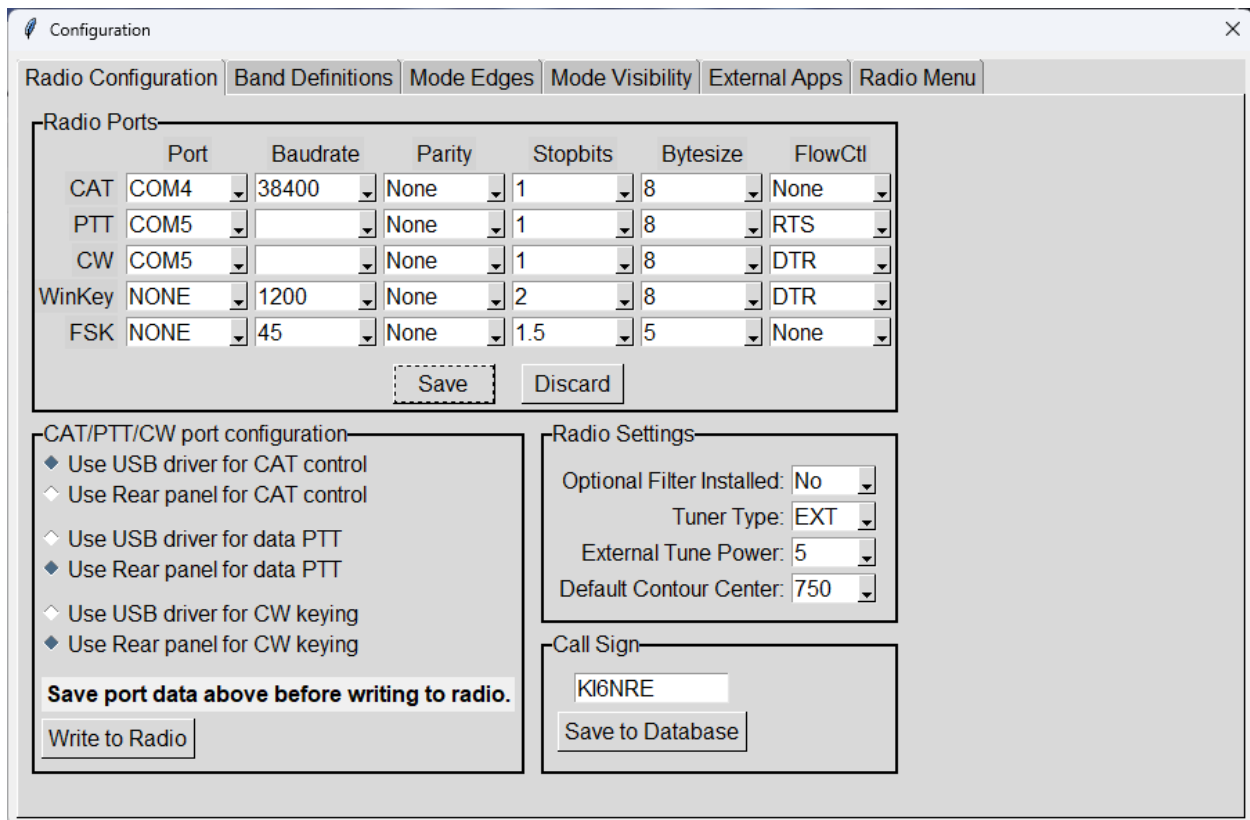 Configuration
Radio Configuration Band Definitions Mode Edges Mode Visibility External Apps Radio Menu
Radio Ports
Port Baudrate Parity Stopbits Bytesize FlowCtl
CAT COM4 38400 None 1 8 None
PTT COM5 None 1 8 RTS
CW COM5 None 1 8 DTR
WinKey NONE 1200 None 2 8 DTR
FSK NONE 45 None 1.5 5 None
Save Discard
CAT/PTT/CW port configuration
Use USB driver for CAT control
Use Rear panel for CAT control
Use USB driver for data PTT
Use Rear panel for data PTT
Use USB driver for CW keying
Use Rear panel for CW keying
Save port data above before writing to radio.
Write to Radio
Radio Settings
Optional Filter Installed: No
Tuner Type: EXT
External Tune Power: 5
Default Contour Center: 750
Call Sign
KI6NRE
Save to Database